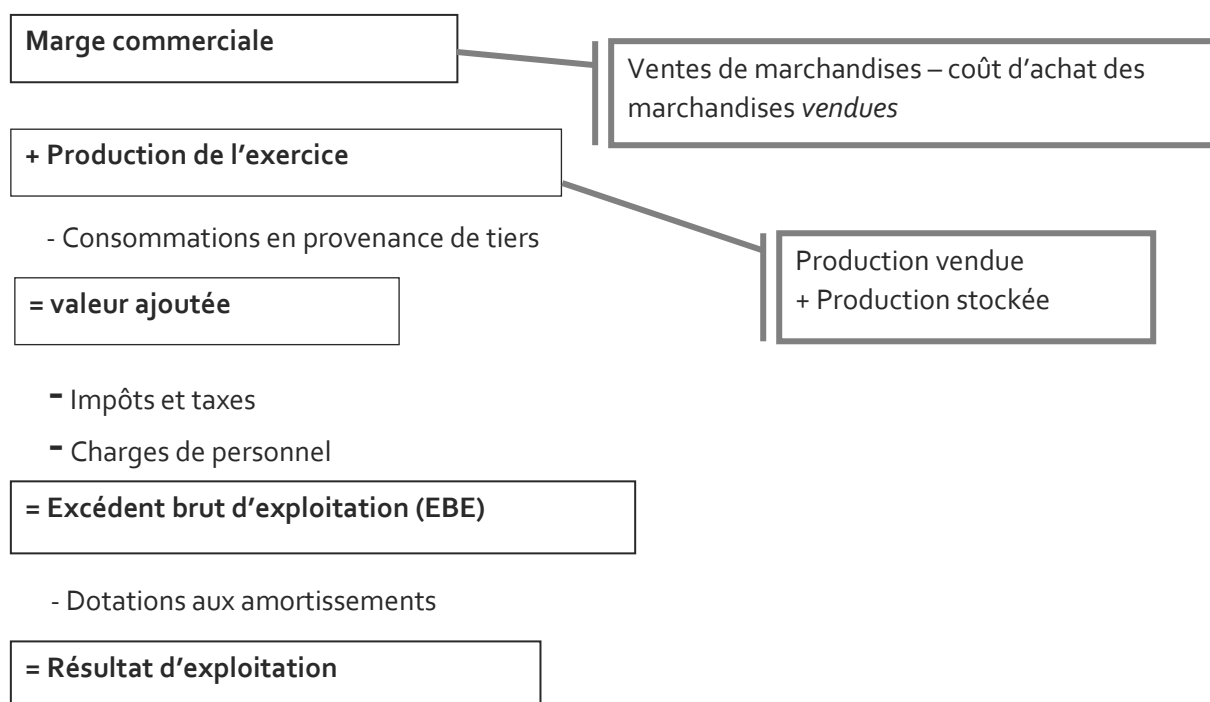 Marge commerciale
Ventes de marchandises – coût d'achat des
marchandises vendues
+ Production de l'exercice
- Consommations en provenance de tiers
Production vendue
+ Production stockée
= valeur ajoutée
- Impôts et taxes
- Charges de personnel
= Excédent brut d'exploitation (EBE)
- Dotations aux amortissements
= Résultat d'exploitation